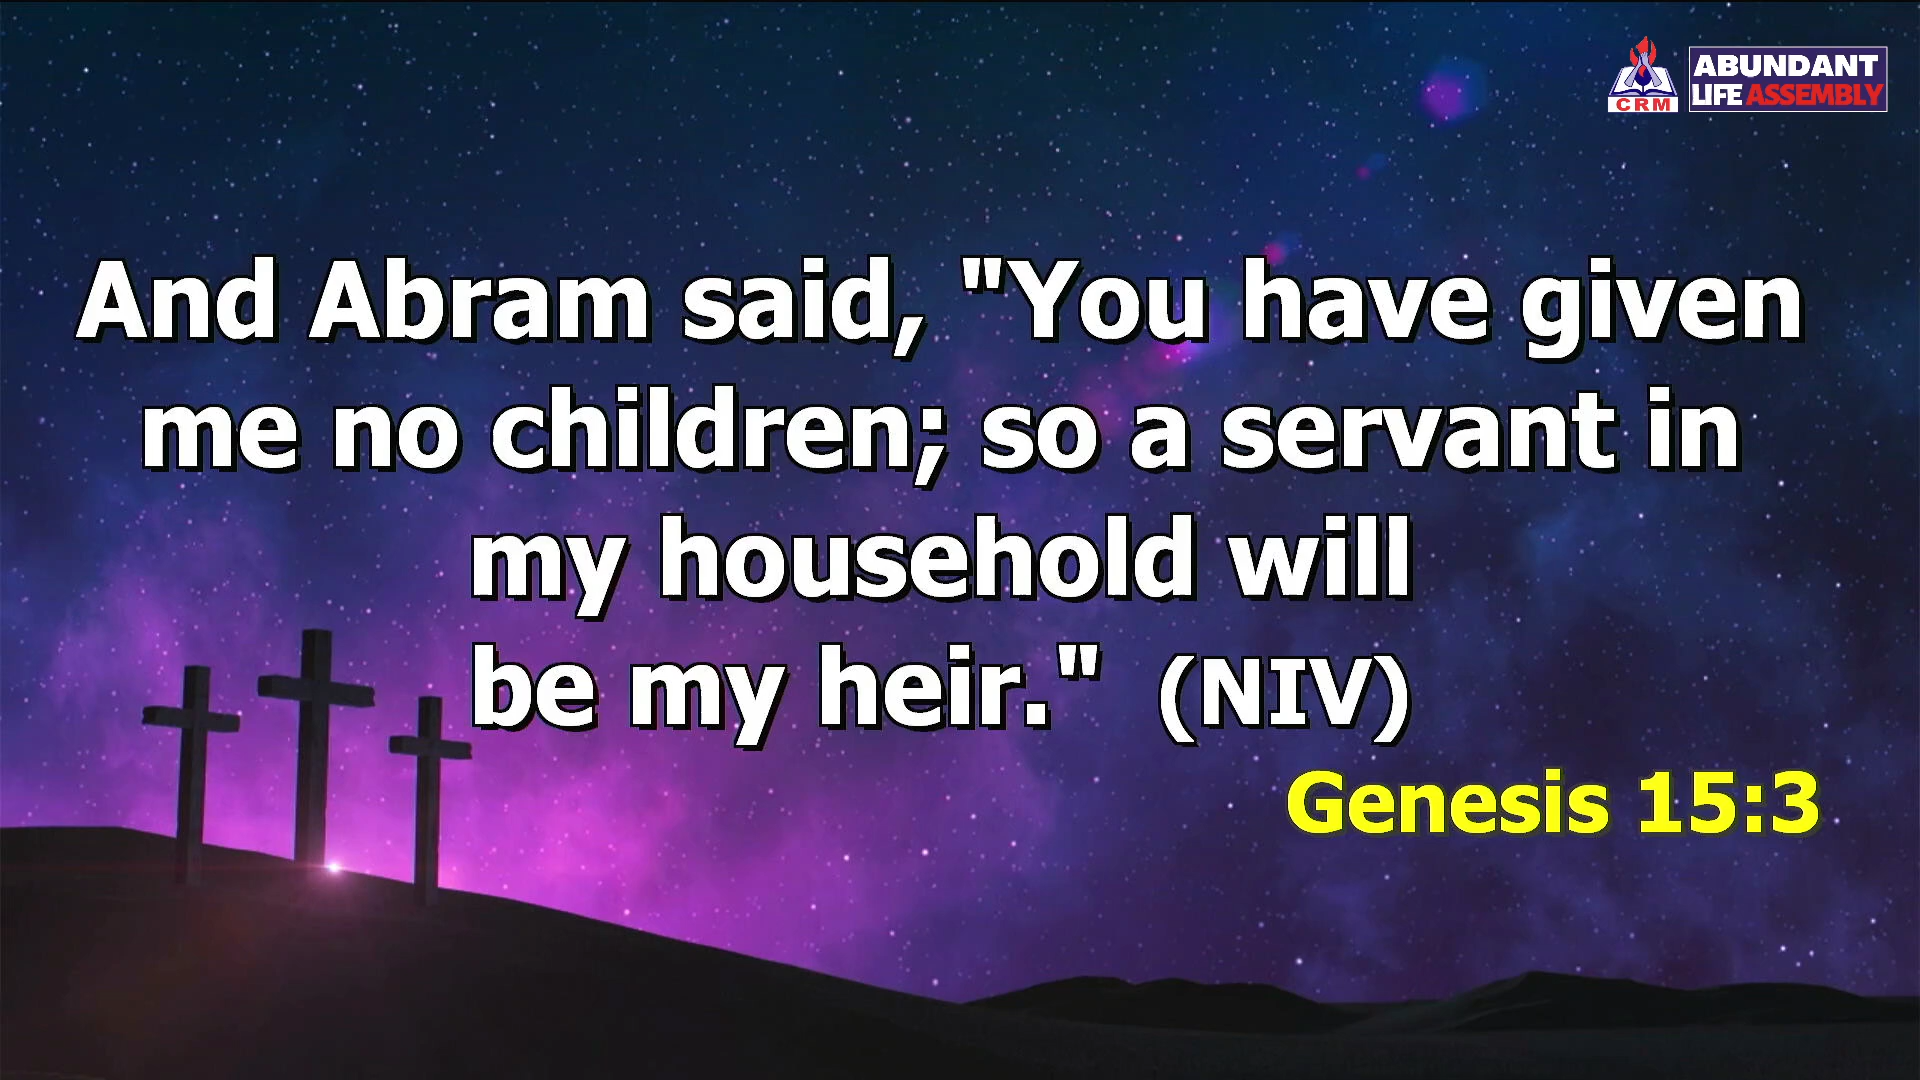 CRM
ABUNDANT
LIFE ASSEMBLY
And Abram said, "You have given
me no children; so a servant in
my household will
be my heir." (NIV)
Genesis 15:3